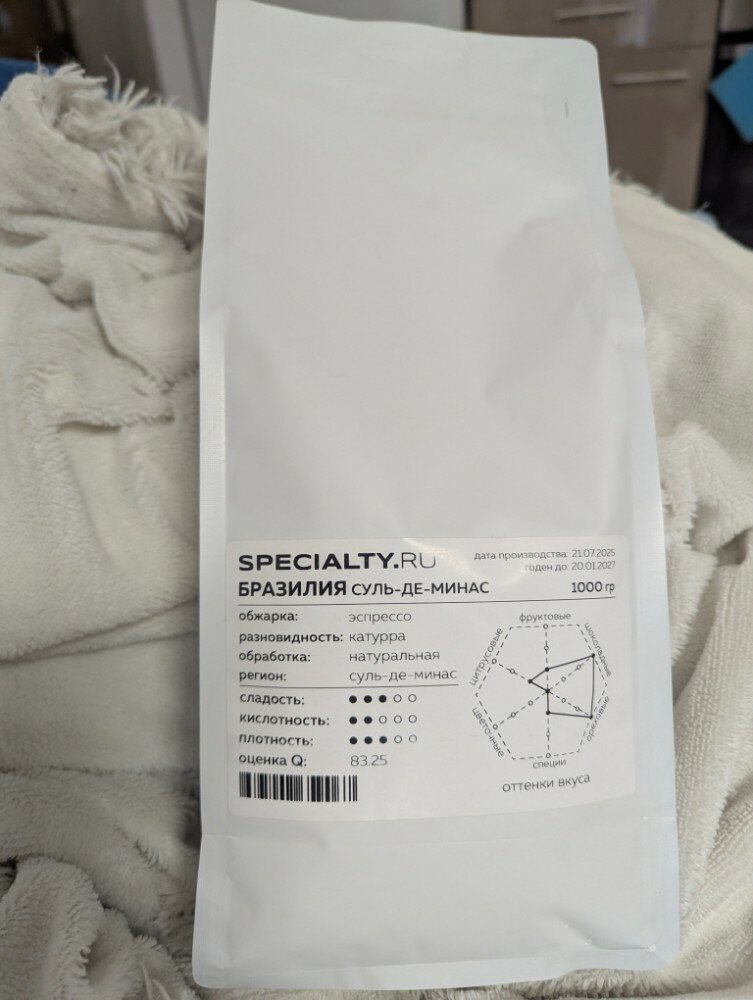 SPECIALTY.RU
дата производства: 21.07.2025
годен до: 20.01.2027
БРАЗИЛИЯ СУЛЬ-ДЕ-МИНАС
1000 гр
обжарка: эспрессо
разновидность: катурра
обработка: натуральная
регион: суль-де-минас
сладость:
кислотность:
плотность:
оценка Q: 83.25
фруктовые
шоколадные
ореховые
специи
цветочные
цитрусовые
оттенки вкуса